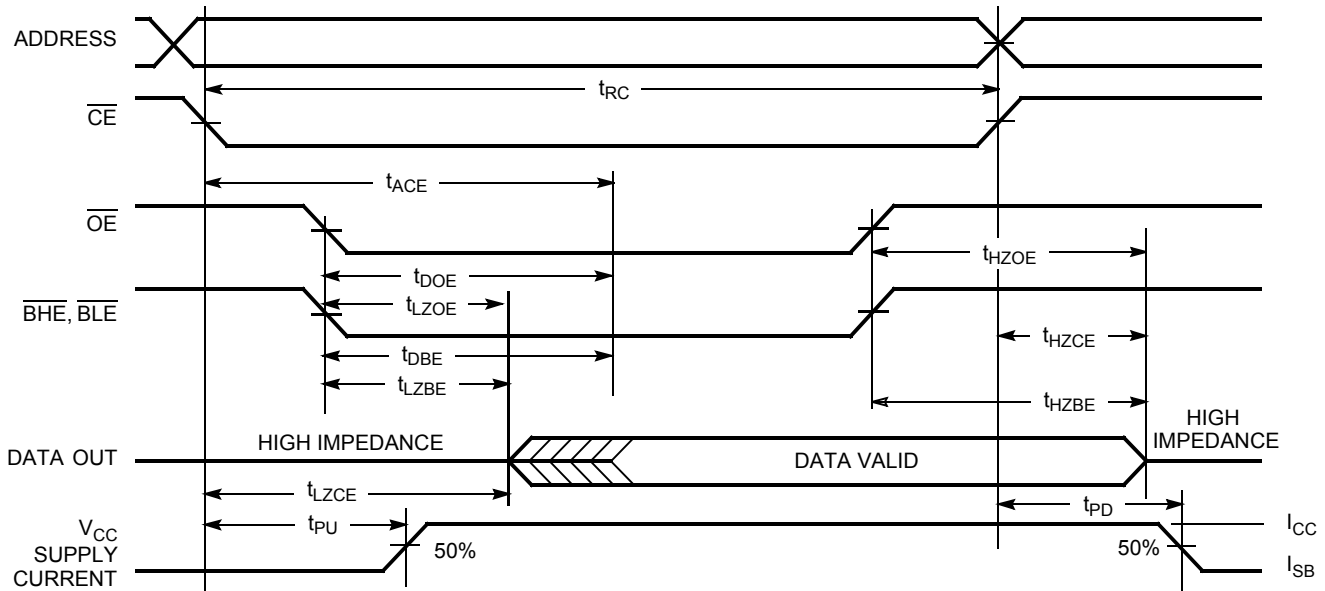 ADDRESS
tRC
CE
tACE
OE
tHZOE
tDOE
BHE, BLE
tLZOE
tHZCE
tDBE
tLZBE
tHZBE
HIGH IMPEDANCE
HIGH
IMPEDANCE
DATA OUT
DATA VALID
tLZCE
tPD
VCC
SUPPLY
CURRENT
tPU
50%
50%
ICC
ISB